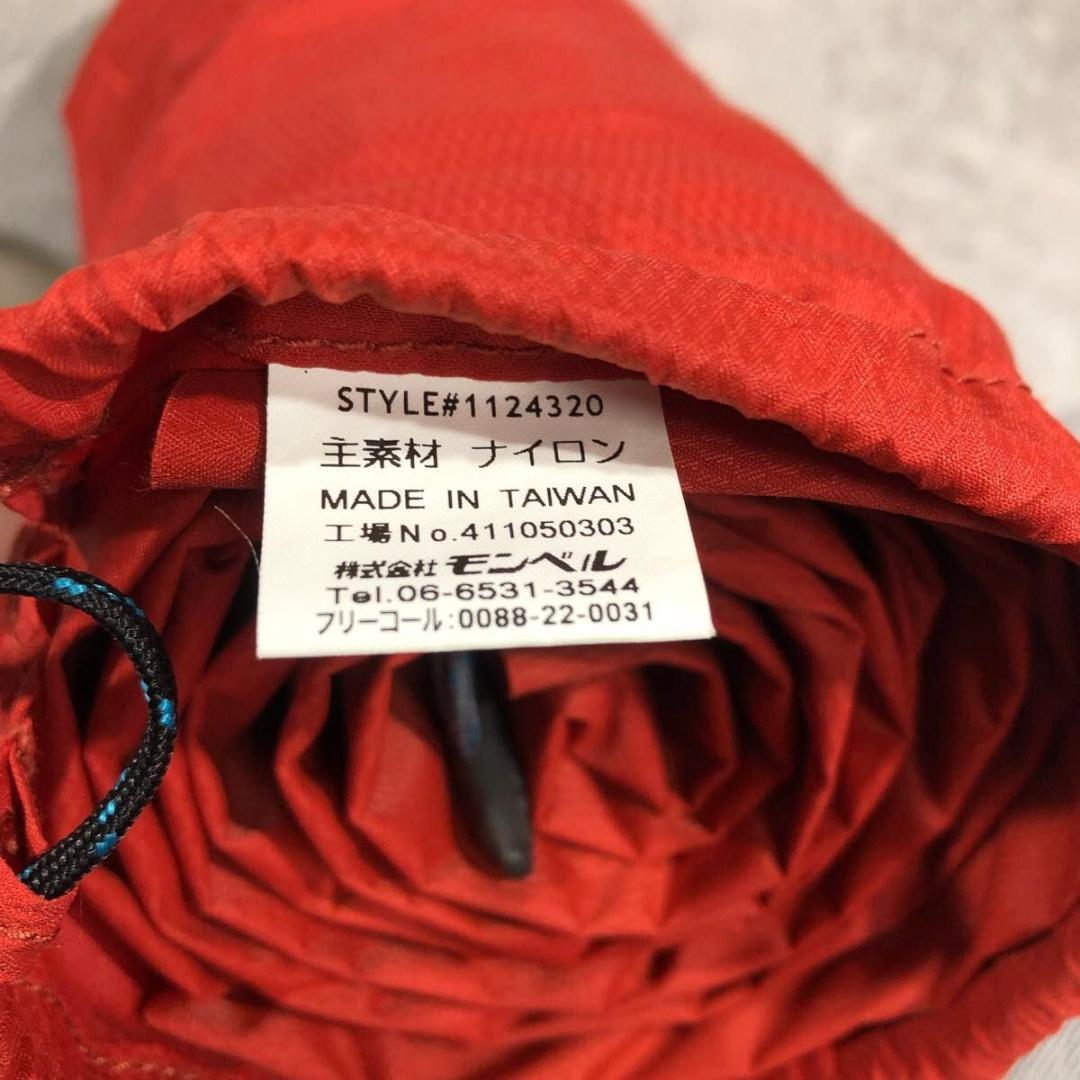 STYLE#1124320
主素材 ナイロン
MADE IN TAIWAN
工場No.411050303
株式会社 モンベル
Tel.06-6531-3544
フリーコール:0088-22-0031